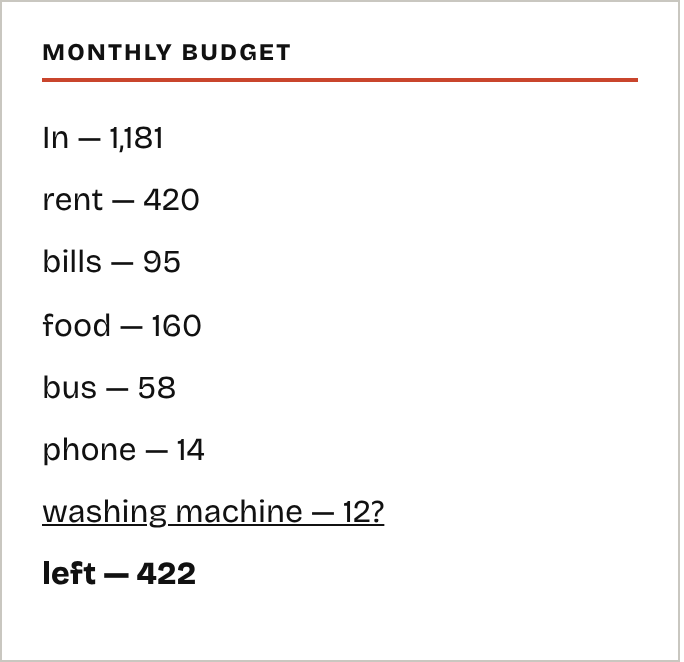 MONTHLY BUDGET
In — 1,181
rent — 420
bills — 95
food — 160
bus — 58
phone — 14
washing machine — 12?
left — 422